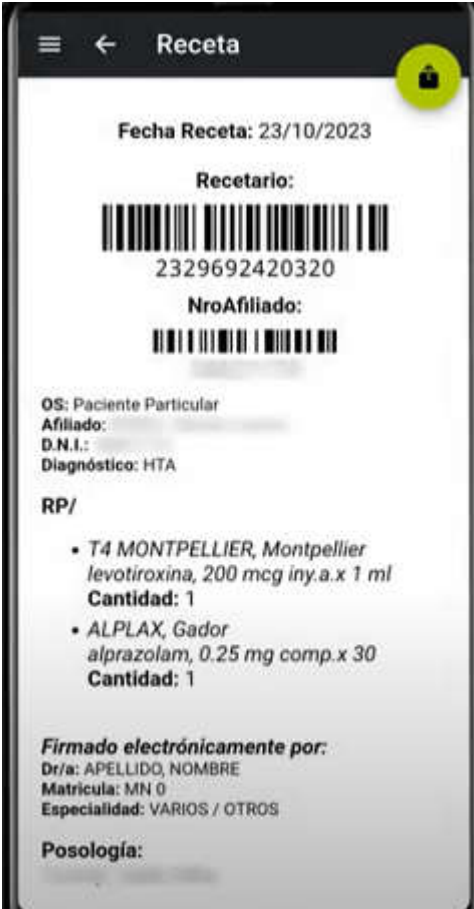 Receta
Fecha Receta: 23/10/2023
Recetario:
2329692420320
NroAfiliado:
OS: Paciente Particular
Afiliado:
D.N.I.:
Diagnóstico: HTA
RP/
• T4 MONTPELLIER, Montpellier
levotiroxina, 200 mcg iny.a.x 1 ml
Cantidad: 1
• ALPLAX, Gador
alprazolam, 0.25 mg comp.x 30
Cantidad: 1
Firmado electrónicamente por:
Dr/a: APELLIDO, NOMBRE
Matricula: MN 0
Especialidad: VARIOS / OTROS
Posología: